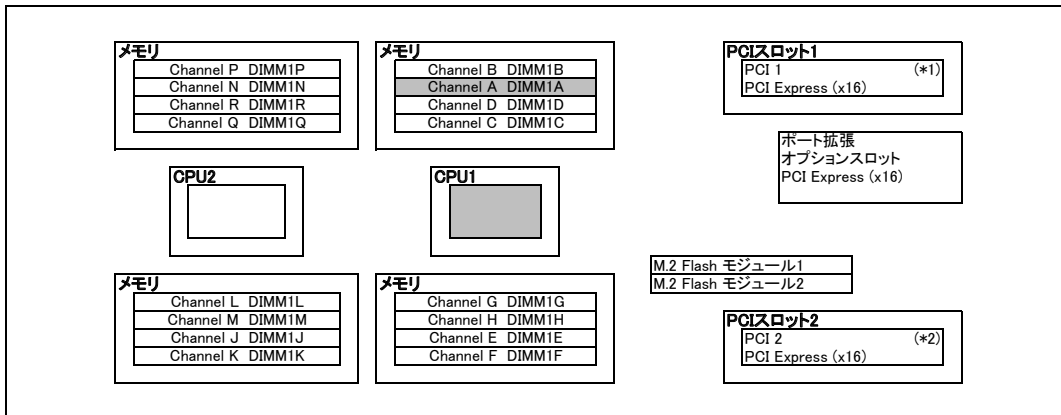 メモリ
Channel P DIMM1P
Channel N DIMM1N
Channel R DIMM1R
Channel Q DIMM1Q
メモリ
Channel B DIMM1B
Channel A DIMM1A
Channel D DIMM1D
Channel C DIMM1C
PCIスロット1
PCI 1 (*1)
PCI Express (x16)
ポート拡張
オプションスロット
PCI Express (x16)
CPU2
CPU1
M.2 Flash モジュール1
M.2 Flash モジュール2
メモリ
Channel L DIMM1L
Channel M DIMM1M
Channel J DIMM1J
Channel K DIMM1K
メモリ
Channel G DIMM1G
Channel H DIMM1H
Channel E DIMM1E
Channel F DIMM1F
PCIスロット2
PCI 2 (*2)
PCI Express (x16)